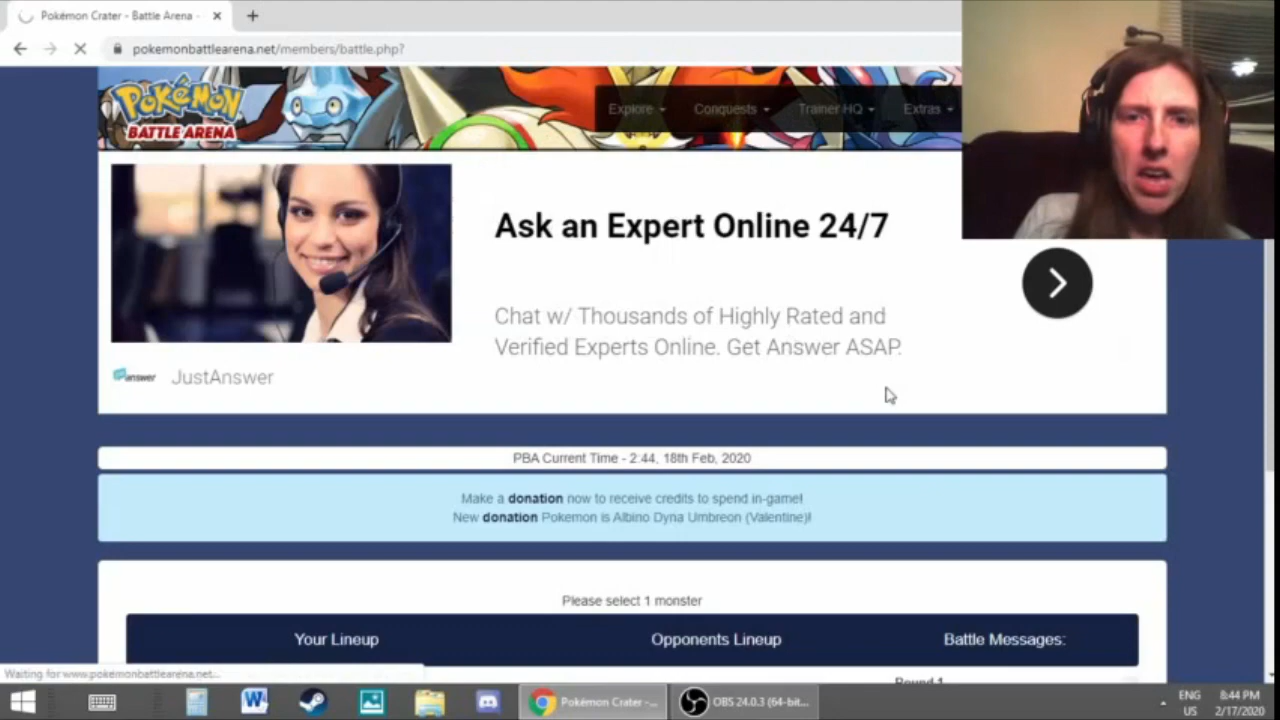 Pokémon Crater - Battle Arena -
pokemonbattlearena.net/members/battle.php?
POKéMON
BATTLE ARENA
Explore
Conquests
Trainer HQ
Extras
Ask an Expert Online 24/7
Chat w/ Thousands of Highly Rated and
Verified Experts Online. Get Answer ASAP.
answer
JustAnswer
PBA Current Time - 2:44, 18th Feb, 2020
Make a donation now to receive credits to spend in-game!
New donation Pokemon is Albino Dyna Umbreon (Valentine)!
Please select 1 monster
Your Lineup
Opponents Lineup
Battle Messages:
Round 1
Waiting for www.pokemonbattlearena.net...
Pokémon Crater -...
OBS 24.0.3 (64-bit...
ENG
US
8:44 PM
2/17/2020